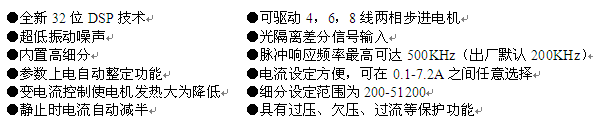 ●全新 32 位 DSP 技术
●超低振动噪声
●内置高细分
●参数上电自动整定功能
●变电流控制使电机发热大为降低
●静止时电流自动减半
●可驱动 4，6，8 线两相步进电机
●光隔离差分信号输入
●脉冲响应频率最高可达 500KHz（出厂默认 200KHz）
●电流设定方便，可在 0.1-7.2A 之间任意选择
●细分设定范围为 200-51200
●具有过压、欠压、过流等保护功能